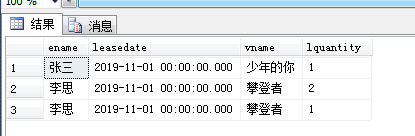 100 %
结果 消息
ename leasedate vname lquantity
1 张三 2019-11-01 00:00:00.000 少年的你 1
2 李思 2019-11-01 00:00:00.000 攀登者 2
3 李思 2019-11-01 00:00:00.000 攀登者 1